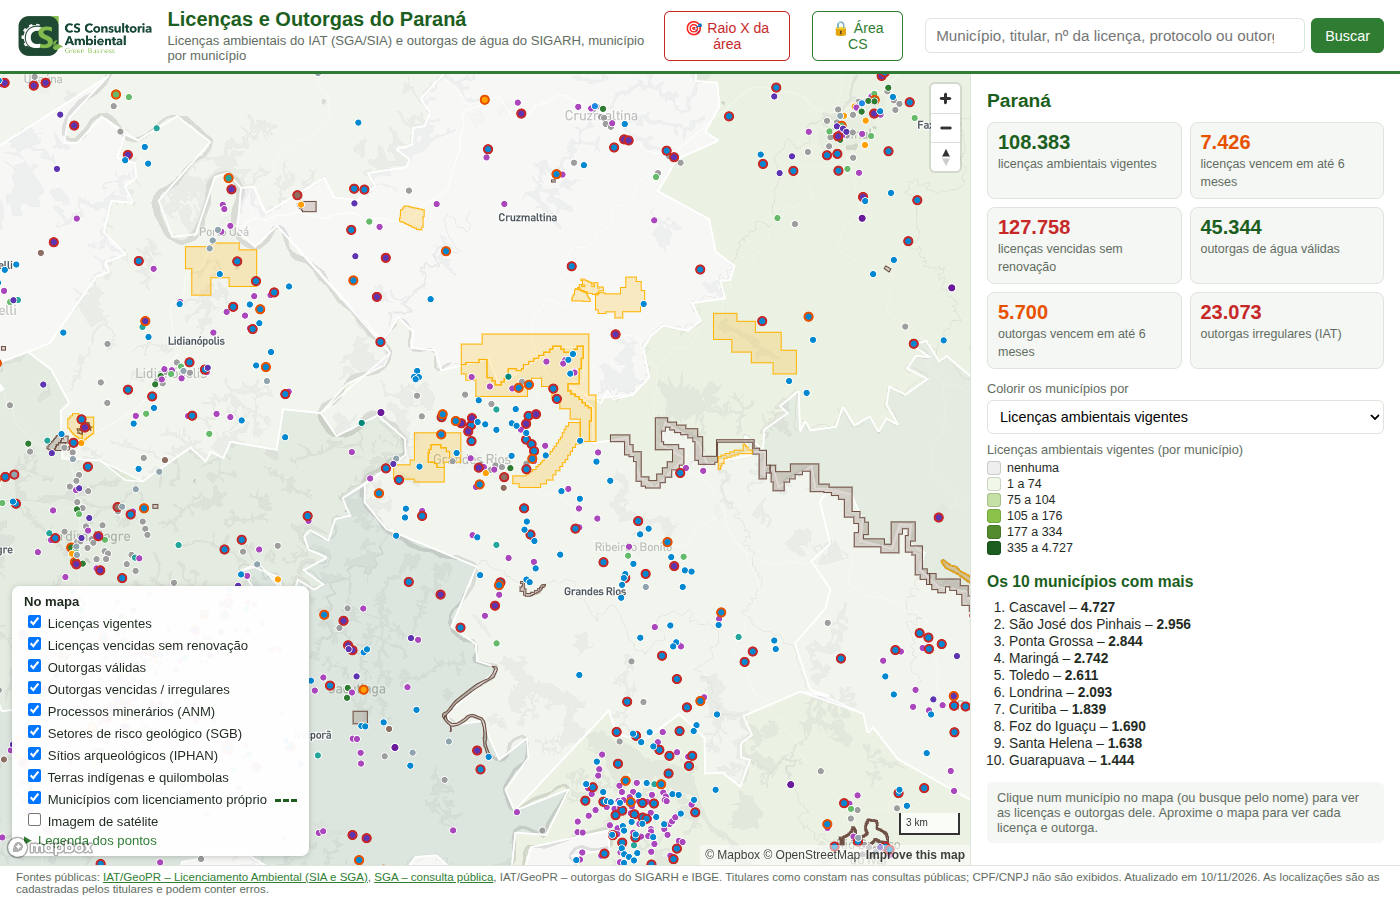 CS Consultoria
Ambiental
Green Business
Licenças e Outorgas do Paraná
Licenças ambientais do IAT (SGA/SIA) e outorgas de água do SIGARH, município
por município
🎯 Raio X da
área
🔒 Área
CS
Município, titular, nº da licença, protocolo ou outorg
Buscar
Cruzmaltina
Cruzmaltina
Fax
Lidianópolis
Grandes Rios
Ribeirão Bonito
Grandes Rios
No mapa
Licenças vigentes
Licenças vencidas sem renovação
Outorgas válidas
Outorgas vencidas / irregulares
Processos minerários (ANM)
Setores de risco geológico (SGB)
Sítios arqueológicos (IPHAN)
Terras indígenas e quilombolas
Municípios com licenciamento próprio
Imagem de satélite
Legenda dos pontos
mapbox
3 km
© Mapbox © OpenStreetMap Improve this map
Paraná
108.383
licenças ambientais vigentes
7.426
licenças vencem em até 6
meses
127.758
licenças vencidas sem
renovação
45.344
outorgas de água válidas
5.700
outorgas vencem em até 6
meses
23.073
outorgas irregulares (IAT)
Colorir os municípios por
Licenças ambientais vigentes
Licenças ambientais vigentes (por município)
nenhuma
1 a 74
75 a 104
105 a 176
177 a 334
335 a 4.727
Os 10 municípios com mais
1. Cascavel – 4.727
2. São José dos Pinhais – 2.956
3. Ponta Grossa – 2.844
4. Maringá – 2.742
5. Toledo – 2.611
6. Londrina – 2.093
7. Curitiba – 1.839
8. Foz do Iguaçu – 1.690
9. Santa Helena – 1.638
10. Guarapuava – 1.444
Clique num município no mapa (ou busque pelo nome) para ver
as licenças e outorgas dele. Aproxime o mapa para ver cada
licença e outorga.
Fontes públicas: IAT/GeoPR – Licenciamento Ambiental (SIA e SGA), SGA – consulta pública, IAT/GeoPR – outorgas do SIGARH e IBGE. Titulares como constam nas consultas públicas; CPF/CNPJ não são exibidos. Atualizado em 10/11/2026. As localizações são as
cadastradas pelos titulares e podem conter erros.